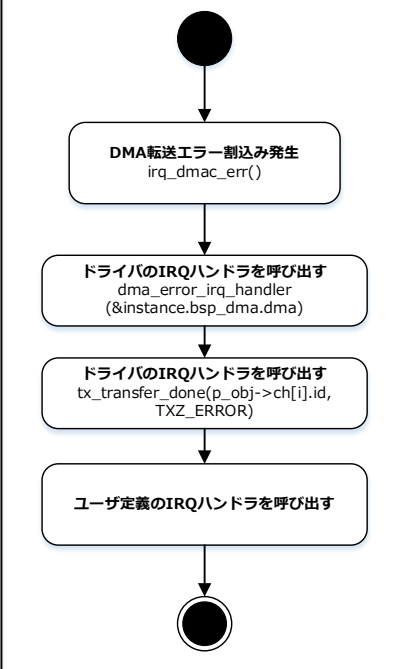 DMA転送エラー割込み発生
irq_dmac_err()
ドライバのIRQハンドラを呼び出す
dma_error_irq_handler
(&instance.bsp_dma.dma)
ドライバのIRQハンドラを呼び出す
tx_transfer_done(p_obj->ch[i].id,
TXZ_ERROR)
ユーザ定義のIRQハンドラを呼び出す